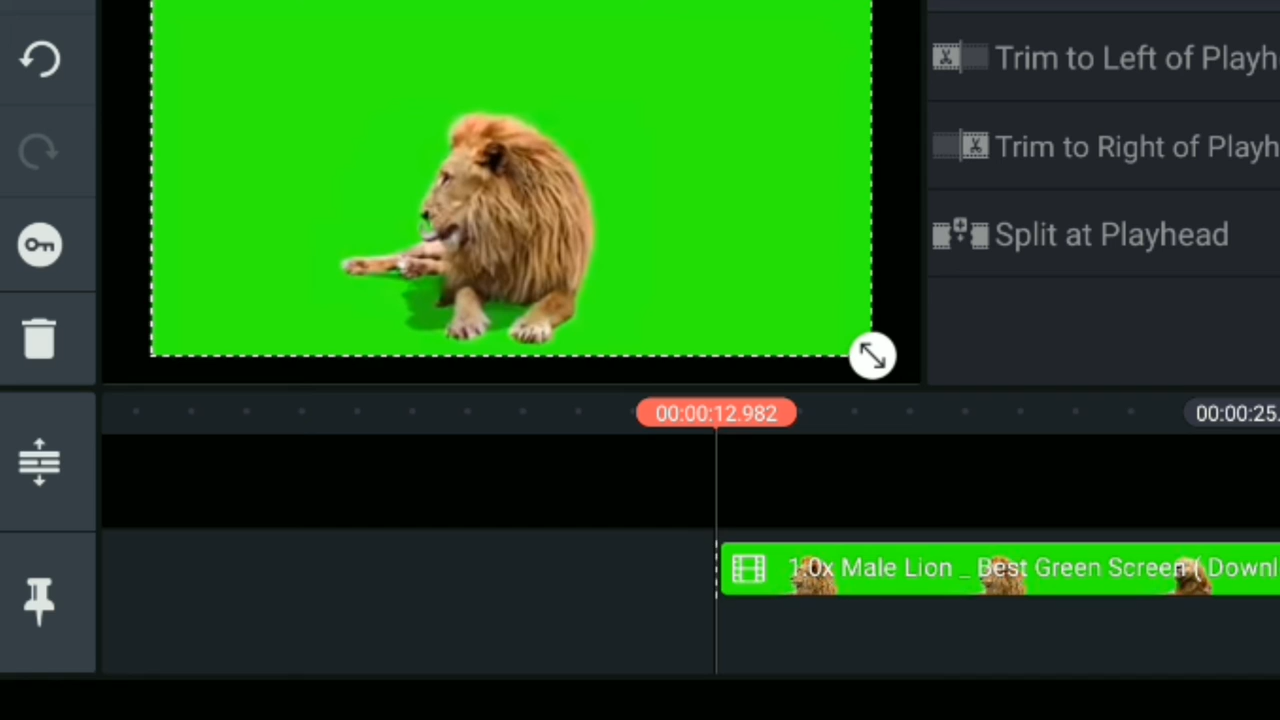 Trim to Left of Playh
Trim to Right of Playh
Split at Playhead
00:00:12.982
00:00:25.
1.0x Male Lion _ Best Green Screen ( Downl